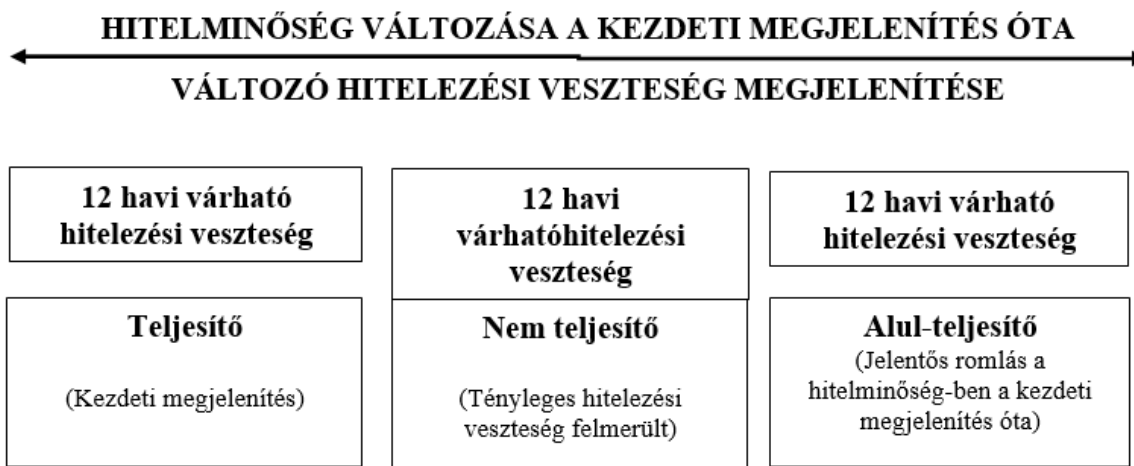 HITELMINŐSÉG VÁLTOZÁSA A KEZDETI MEGJELENÍTÉS ÓTA
VÁLTOZÓ HITELEZÉSI VESZTESÉG MEGJELENÍTÉSE
12 havi várható
hitelezési veszteség
12 havi
várhatóhitelezési
veszteség
12 havi várható
hitelezési veszteség
Teljesítő
(Kezdeti megjelenítés)
Nem teljesítő
(Tényleges hitelezési
veszteség felmerült)
Alul-teljesítő
(Jelentős romlás a
hitelminőség-ben a kezdeti
megjelenítés óta)